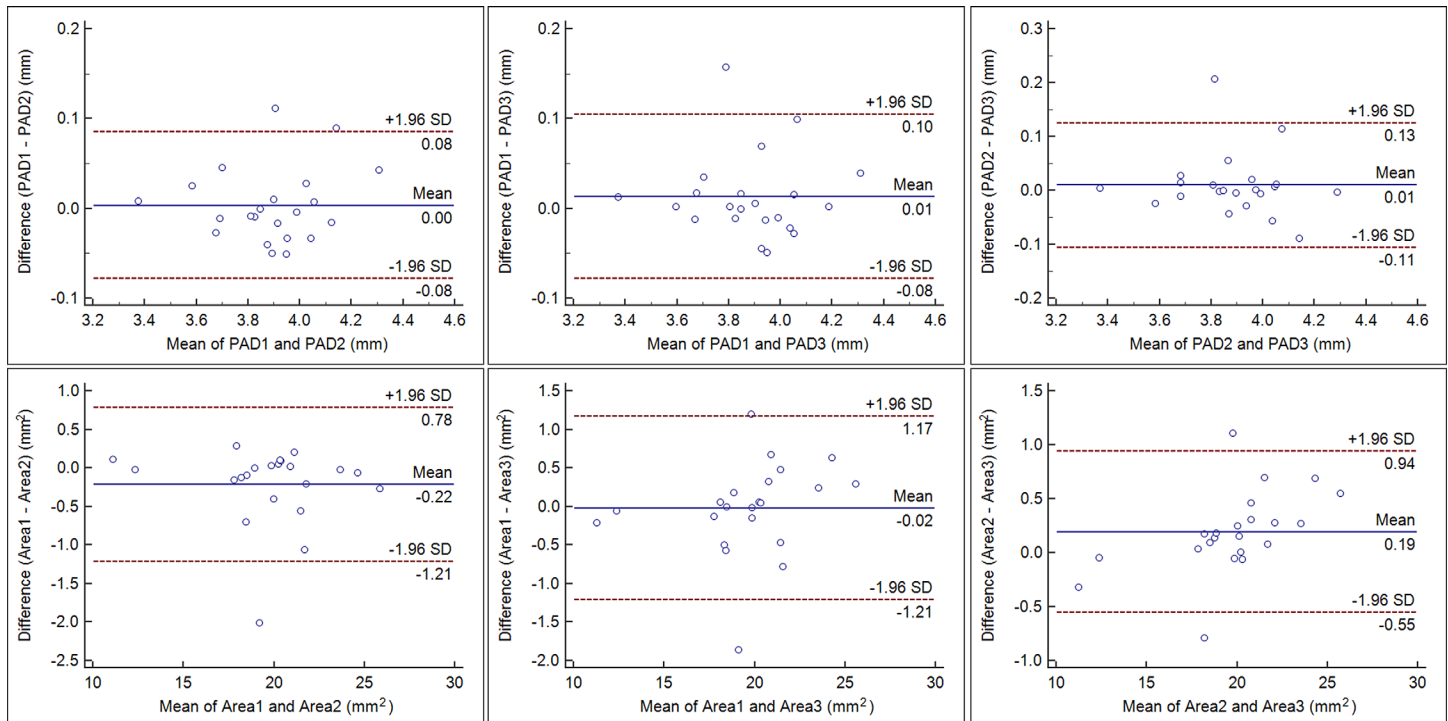 Difference (PAD1 - PAD2) (mm)
0.2
0.1
0.0
-0.1
+1.96 SD
0.08
Mean
0.00
-1.96 SD
-0.08
3.2 3.4 3.6 3.8 4.0 4.2 4.4 4.6
Mean of PAD1 and PAD2 (mm)
Difference (PAD1 - PAD3) (mm)
0.2
0.1
0.0
-0.1
+1.96 SD
0.10
Mean
0.01
-1.96 SD
-0.08
3.2 3.4 3.6 3.8 4.0 4.2 4.4 4.6
Mean of PAD1 and PAD3 (mm)
Difference (PAD2 - PAD3) (mm)
0.3
0.2
0.1
0.0
-0.1
-0.2
+1.96 SD
0.13
Mean
0.01
-1.96 SD
-0.11
3.2 3.4 3.6 3.8 4.0 4.2 4.4 4.6
Mean of PAD2 and PAD3 (mm)
Difference (Area1 - Area2) (mm²)
1.0
0.5
0.0
-0.5
-1.0
-1.5
-2.0
-2.5
+1.96 SD
0.78
Mean
-0.22
-1.96 SD
-1.21
10 15 20 25 30
Mean of Area1 and Area2 (mm²)
Difference (Area1 - Area3) (mm²)
1.5
1.0
0.5
0.0
-0.5
-1.0
-1.5
-2.0
+1.96 SD
1.17
Mean
-0.02
-1.96 SD
-1.21
10 15 20 25 30
Mean of Area1 and Area3 (mm²)
Difference (Area2 - Area3) (mm²)
1.5
1.0
0.5
0.0
-0.5
-1.0
+1.96 SD
0.94
Mean
0.19
-1.96 SD
-0.55
10 15 20 25 30
Mean of Area2 and Area3 (mm²)